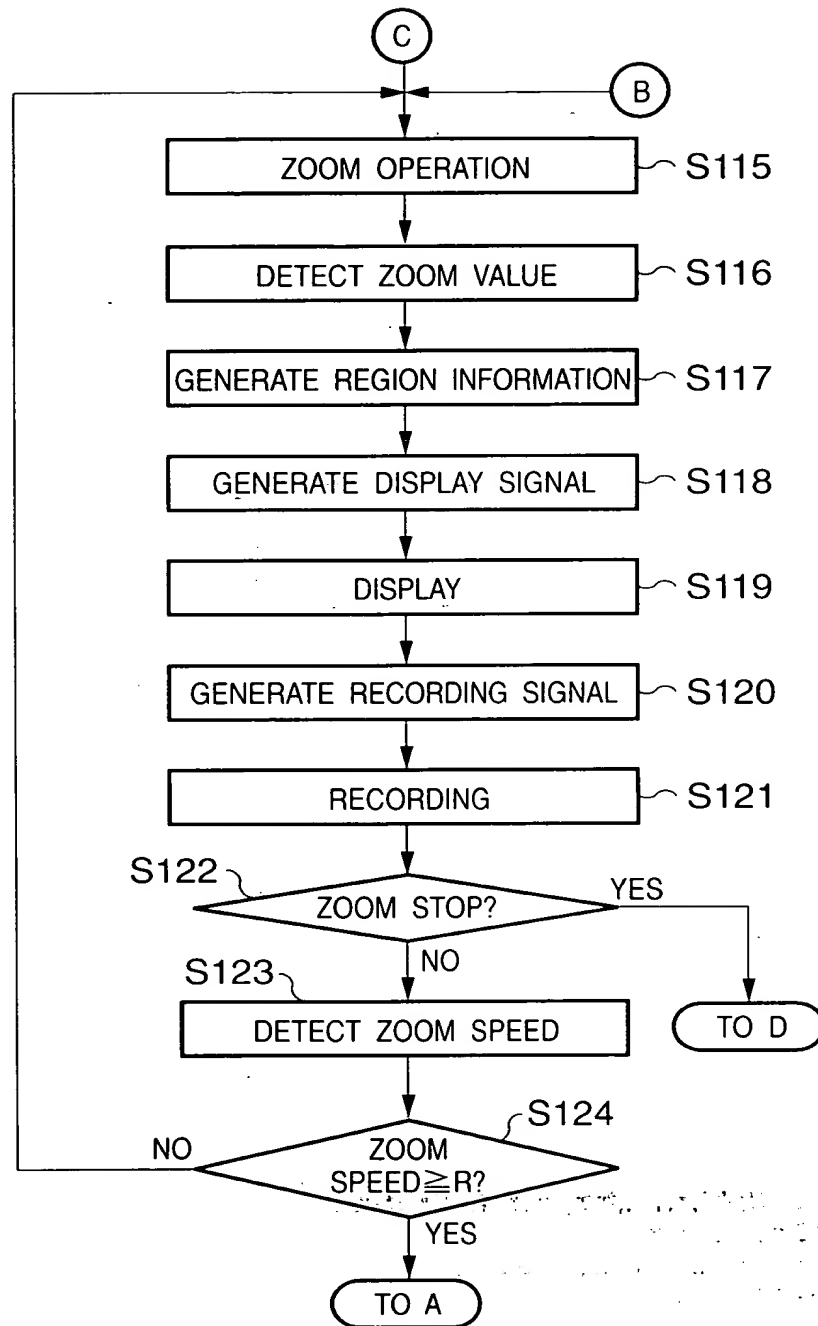 C
B
ZOOM OPERATION S115
DETECT ZOOM VALUE S116
GENERATE REGION INFORMATION S117
GENERATE DISPLAY SIGNAL S118
DISPLAY S119
GENERATE RECORDING SIGNAL S120
RECORDING S121
S122
ZOOM STOP?
YES
NO
S123
DETECT ZOOM SPEED
TO D
S124
NO
ZOOM
SPEED≧R?
YES
TO A